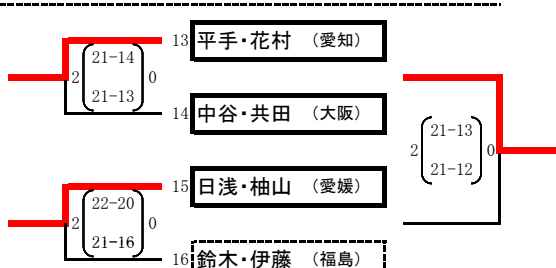 13 平手・花村 (愛知)
21-14
2 0
21-13
14 中谷・共田 (大阪)
21-13
2 0
21-12
15 日浅・柚山 (愛媛)
22-20
2 0
21-16
16 鈴木・伊藤 (福島)